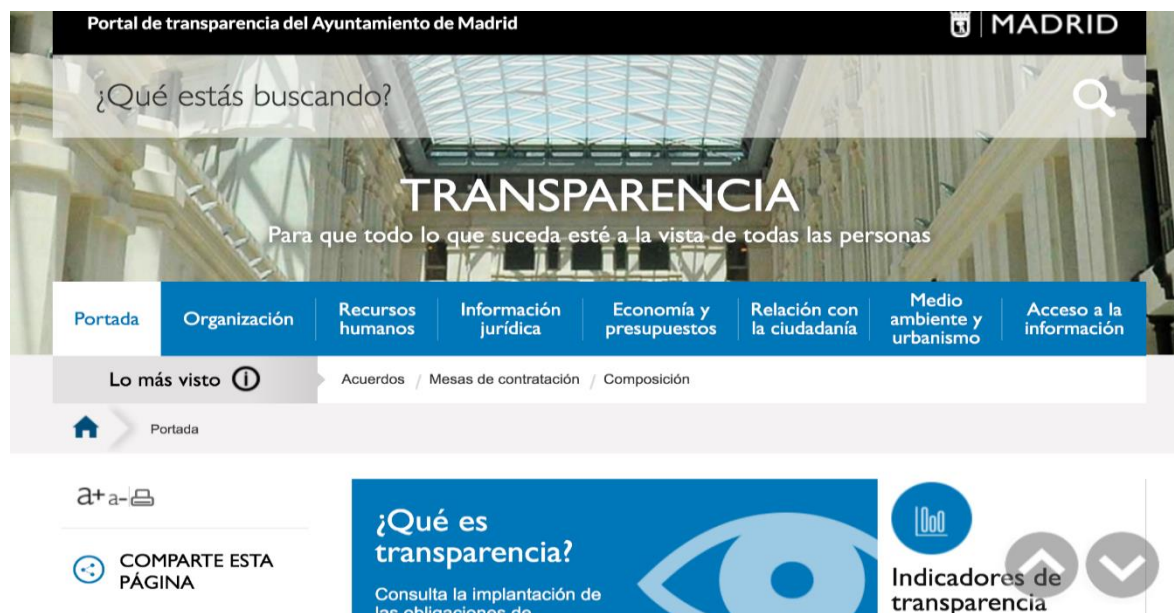 Portal de transparencia del Ayuntamiento de Madrid
MADRID
¿Qué estás buscando?
TRANSPARENCIA
Para que todo lo que suceda esté a la vista de todas las personas
Portada
Organización
Recursos
humanos
Información
jurídica
Economía y
presupuestos
Relación con
la ciudadanía
Medio
ambiente y
urbanismo
Acceso a la
información
Lo más visto
Acuerdos / Mesas de contratación / Composición
Portada
a+ a-
COMPARTE ESTA
PÁGINA
¿Qué es
transparencia?
Consulta la implantación de
las obligaciones de
Indicadores de
transparencia